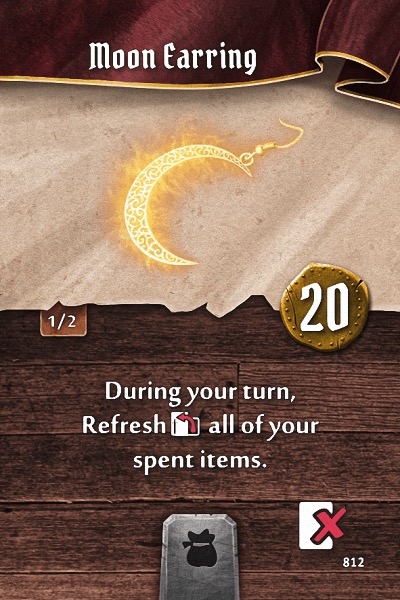 Moon Earring
20
1/2
During your turn,
Refresh all of your
spent items.
812